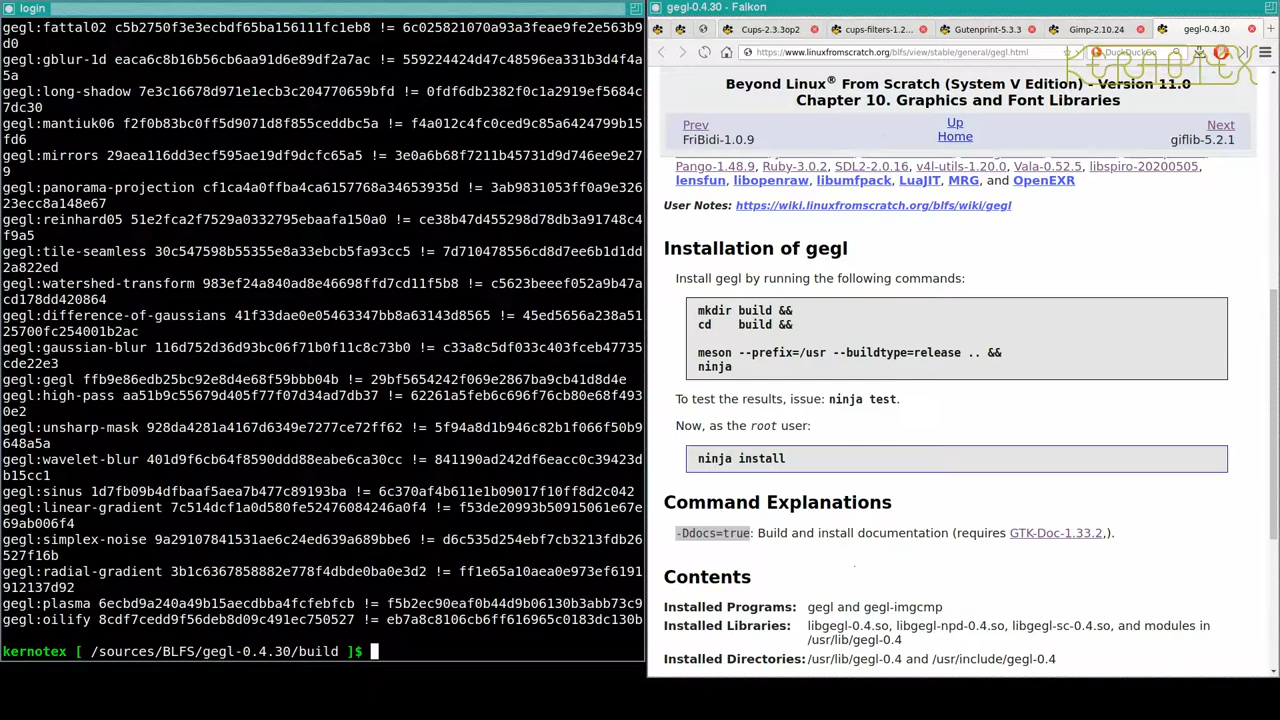 login
gegl:fattal02 c5b2750f3e3ecbdf65ba156111fc1eb8 != 6c025821070a93a3feae9fe2e563b9
d0
gegl:gblur-1d eaca6c8b16b56cb6aa91d6e89df2a7ac != 555c24424d47c48596ea331b3d4f4a
5a
gegl:long-shadow 7e3c16678d971e1ecb3c204770659bfd != 0fdf60b2382f0c1a2919ef5684c
7dc30
gegl:mantiuk06 f2f0b83bc0ff5d9071d8f855ceddbc5a != f4a012c4fc0ced9c85a6424799b15
fd6
gegl:mirrors 29aea116dd3ecf595ae19df9dcfc65a5 != 3e0a6b68f7211b45731d9d746ee9e27
9
gegl:panorama-projection cf1ca4a0ffba4ca6157768a34653935d != 3ab9831053ff0a9e326
23ecc8a148e67
gegl:reinhard05 51e2fca2f7529a0332795ebaafa150a0 != ce38b47d455298d78db3a91748c4
f9a5
gegl:tile-seamless 30c547598b55355e8a33ebcb5fa93cc5 != 7d710478556cd8d7ee6b1d1dd
2a822ed
gegl:watershed-transform 983ef24a840ad8e46698ffd7cd11f5b8 != c5623beeef052a9b47a
cd178dd420864
gegl:difference-of-gaussians 41f33dae0e05463347bb8a63143d8565 != 45ed5656a238a51
25700fc254001b2ac
gegl:gaussian-blur 116d752d36d93bc06f71b0f11c8c73b0 != c33a8c5df033c403fceb47735
cde22e3
gegl:gegl ffb9e86edb25bc92e8d4e68f59bbb04b != 29bf5654242f069e2867ba9cb41d8d4e
gegl:high-pass aa51b9c55679d405f77f07d34ad7db37 != 62261a5feb6c696f76cb80e68f493
0e2
gegl:unsharp-mask 928da4281a4167d6349e7277ce72ff62 != 5f94a8d1b946c82b1f066f50b9
648a5a
gegl:wavelet-blur 401d9f6cb64f8590ddd88eabe6ca30cc != 841190ad242df6eacc0c39423d
b15cc1
gegl:sinus 1d7fb09b4dfbaaf5aea7b477c89193ba != 6c370af4b611e1b09017f10ff8d2c042
gegl:linear-gradient 7c514dcf1a0d580fe52476084246a0f4 != f53de20993b50915061e67e
69ab006f4
gegl:simplex-noise 9a29107841531ae6c24ed639a689bbe6 != d6c535d254ebf7cb3213fdb26
527f16b
gegl:radial-gradient 3b1c6367858882e778f4dbde0ba0e3d2 != ff1e65a10aea0e973ef6191
912137d92
gegl:plasma 6ecbd9a240a49b15aecdbba4fcfebfcb != f5b2ec90eaf0b44d9b06130b3abb73c9
gegl:oilify 8cdf7cedd9f56deb8d09c491ec750527 != eb7a8c8106cb6ff616965c0183dc130b
kernotex [ /sources/BLFS/gegl-0.4.30/build ]$
gegl-0.4.30 - Falkon
Cups-2.3.3op2
cups-filters-1.2...
Gutenprint-5.3.3
Gimp-2.10.24
gegl-0.4.30
https://www.linuxfromscratch.org/blfs/view/stable/general/gegl.html
DuckDuckGo
KERNOTEX
Beyond Linux® From Scratch (System V Edition) - Version 11.0
Chapter 10. Graphics and Font Libraries
Prev Up Next
FriBidi-1.0.9 Home giflib-5.2.1
Pango-1.48.9, Ruby-3.0.2, SDL2-2.0.16, v4l-utils-1.20.0, Vala-0.52.5, libspiro-20200505,
lensfun, libopenraw, libumfpack, LuaJIT, MRG, and OpenEXR
User Notes: https://wiki.linuxfromscratch.org/blfs/wiki/gegl
Installation of gegl
Install gegl by running the following commands:
mkdir build &&
cd    build &&
meson --prefix=/usr --buildtype=release .. &&
ninja
To test the results, issue: ninja test.
Now, as the root user:
ninja install
Command Explanations
-Ddocs=true: Build and install documentation (requires GTK-Doc-1.33.2,).
Contents
Installed Programs: gegl and gegl-imgcmp
Installed Libraries: libgegl-0.4.so, libgegl-npd-0.4.so, libgegl-sc-0.4.so, and modules in
/usr/lib/gegl-0.4
Installed Directories: /usr/lib/gegl-0.4 and /usr/include/gegl-0.4